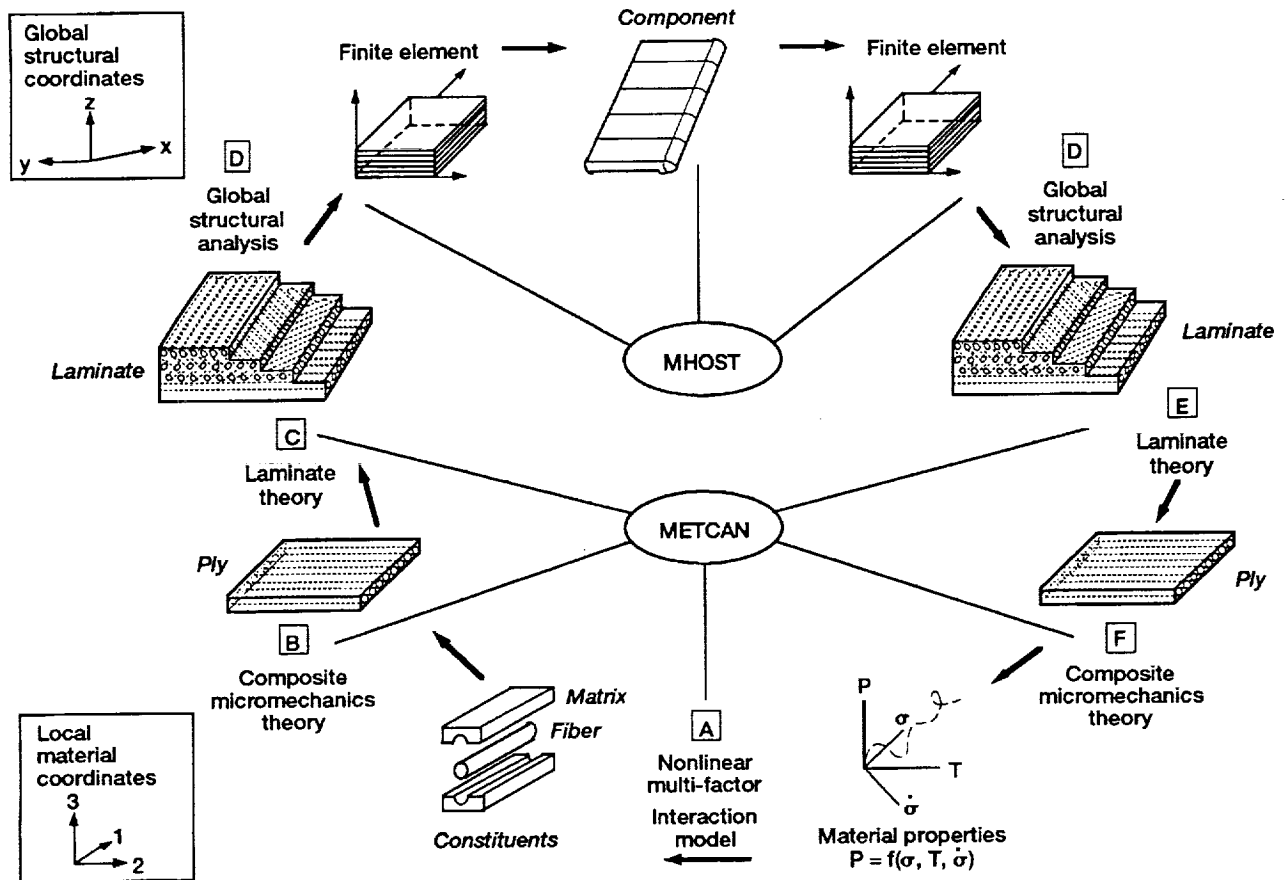 Global
structural
coordinates
z
y
x
Finite element
Component
Finite element
D
Global
structural
analysis
D
Global
structural
analysis
Laminate
MHOST
Laminate
C
Laminate
theory
E
Laminate
theory
METCAN
Ply
Ply
B
Composite
micromechanics
theory
F
Composite
micromechanics
theory
Matrix
Fiber
Constituents
A
Nonlinear
multi-factor
Interaction
model
P
σ
T
σ̇
Material properties
P = f(σ, T, σ̇)
Local
material
coordinates
3
1
2